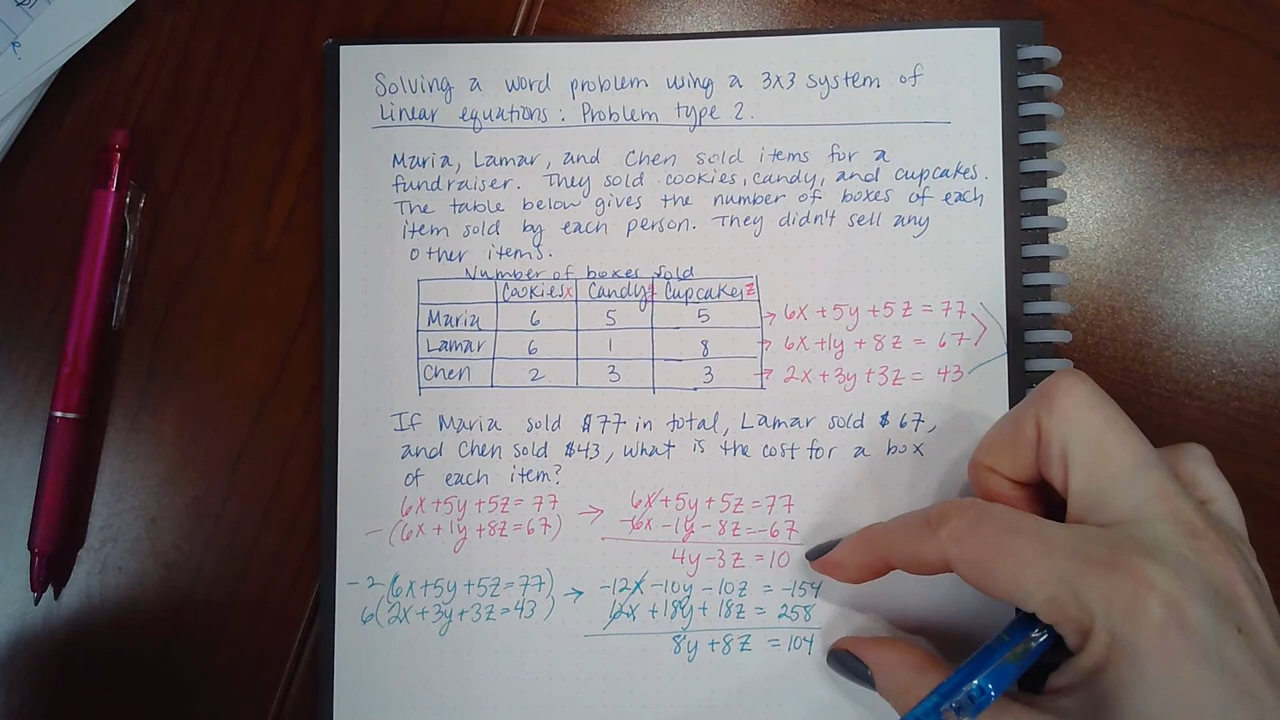 Solving a word problem using a 3x3 system of
linear equations: Problem type 2.
Maria, Lamar, and Chen sold items for a
fundraiser. They sold cookies, candy, and cupcakes.
The table below gives the number of boxes of each
item sold by each person. They didn't sell any
other items.
Number of boxes sold
Cookies x Candy y Cupcakes z
Maria 6 5 5 → 6x + 5y + 5z = 77
Lamar 6 1 8 → 6x + 1y + 8z = 67
Chen 2 3 3 → 2x + 3y + 3z = 43
If Maria sold $77 in total, Lamar sold $67,
and Chen sold $43, what is the cost for a box
of each item?
6x + 5y + 5z = 77 → 6x + 5y + 5z = 77
-(6x + 1y + 8z = 67) -6x - 1y - 8z = -67
4y - 3z = 10
-2(6x + 5y + 5z = 77) → -12x - 10y - 10z = -154
6(2x + 3y + 3z = 43) 12x + 18y + 18z = 258
8y + 8z = 104